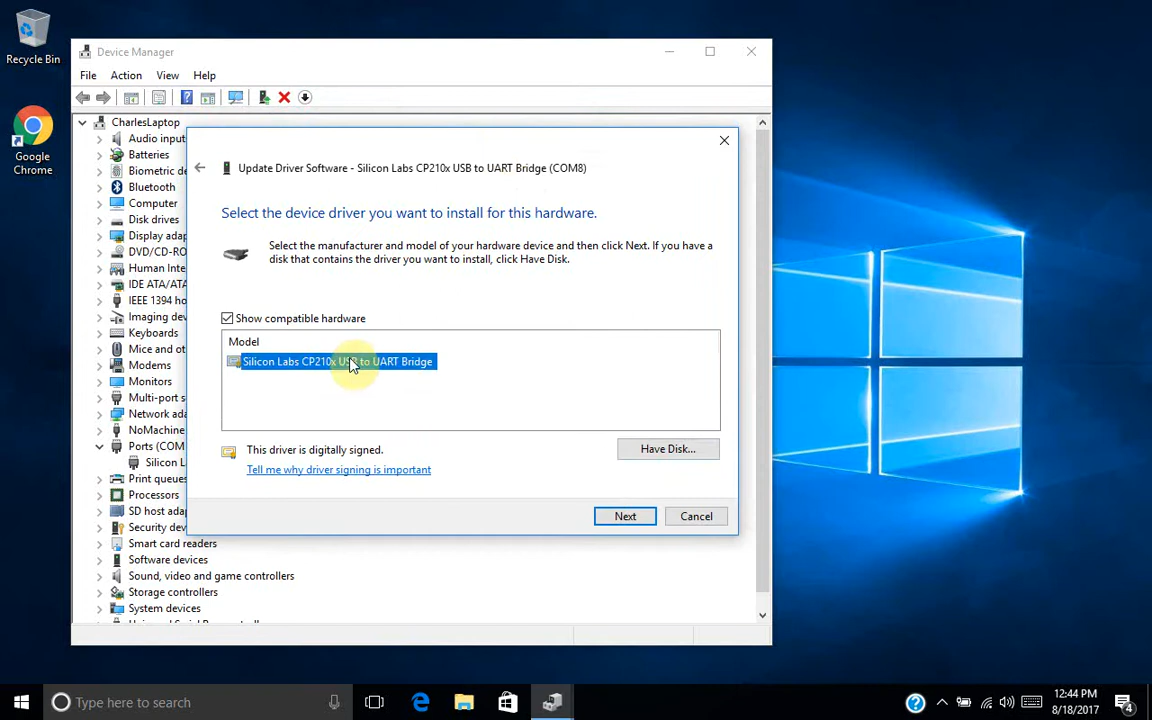 Recycle Bin
Google
Chrome
Device Manager
File Action View Help
CharlesLaptop
Audio input
Batteries
Biometric de
Bluetooth
Computer
Disk drives
Display adap
DVD/CD-RO
Human Inte
IDE ATA/ATA
IEEE 1394 ho
Imaging dev
Keyboards
Mice and ot
Modems
Monitors
Multi-port s
Network ada
NoMachine
Ports (COM
Silicon L
Print queues
Processors
SD host adap
Security dev
Smart card readers
Software devices
Sound, video and game controllers
Storage controllers
System devices
Update Driver Software - Silicon Labs CP210x USB to UART Bridge (COM8)
Select the device driver you want to install for this hardware.
Select the manufacturer and model of your hardware device and then click Next. If you have a
disk that contains the driver you want to install, click Have Disk.
Show compatible hardware
Model
Silicon Labs CP210x USB to UART Bridge
This driver is digitally signed.
Tell me why driver signing is important
Have Disk...
Next
Cancel
Type here to search
12:44 PM
8/18/2017
4